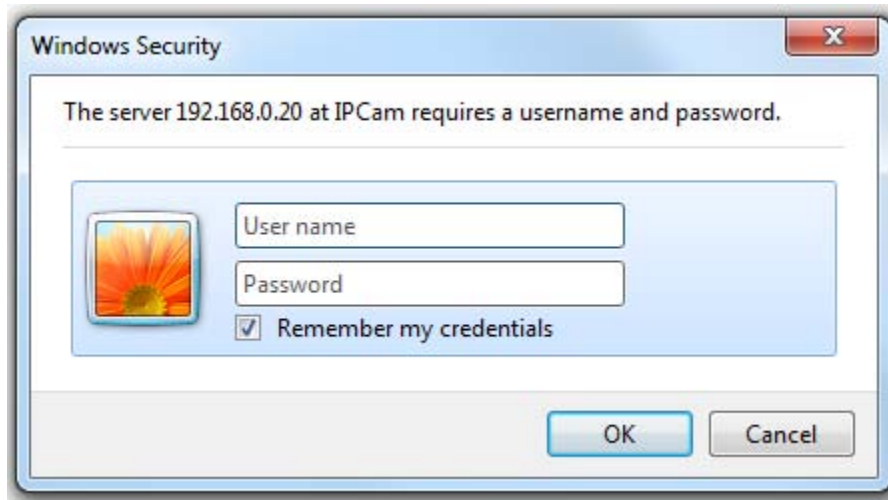 Windows Security
The server 192.168.0.20 at IPCam requires a username and password.
User name
Password
Remember my credentials
OK
Cancel